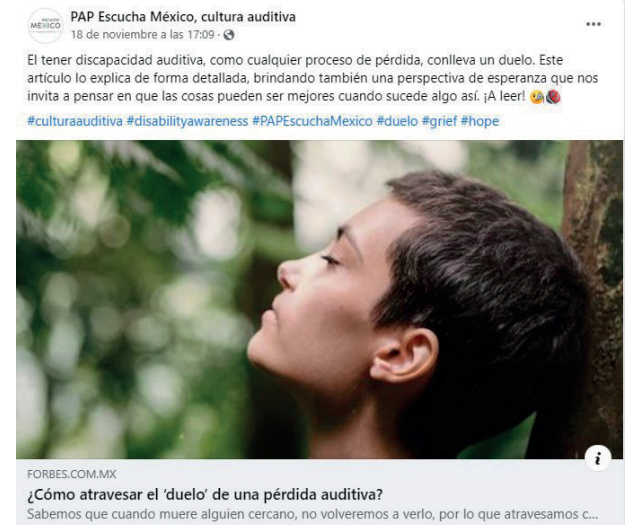 ESCUCHA
MÉXICO
PAP Escucha México, cultura auditiva
18 de noviembre a las 17:09 ·
El tener discapacidad auditiva, como cualquier proceso de pérdida, conlleva un duelo. Este
artículo lo explica de forma detallada, brindando también una perspectiva de esperanza que nos
invita a pensar en que las cosas pueden ser mejores cuando sucede algo así. ¡A leer!
#culturaauditiva #disabilityawareness #PAPEscuchaMexico #duelo #grief #hope
FORBES.COM.MX
¿Cómo atravesar el ‘duelo’ de una pérdida auditiva?
Sabemos que cuando muere alguien cercano, no volveremos a verlo, por lo que atravesamos c...